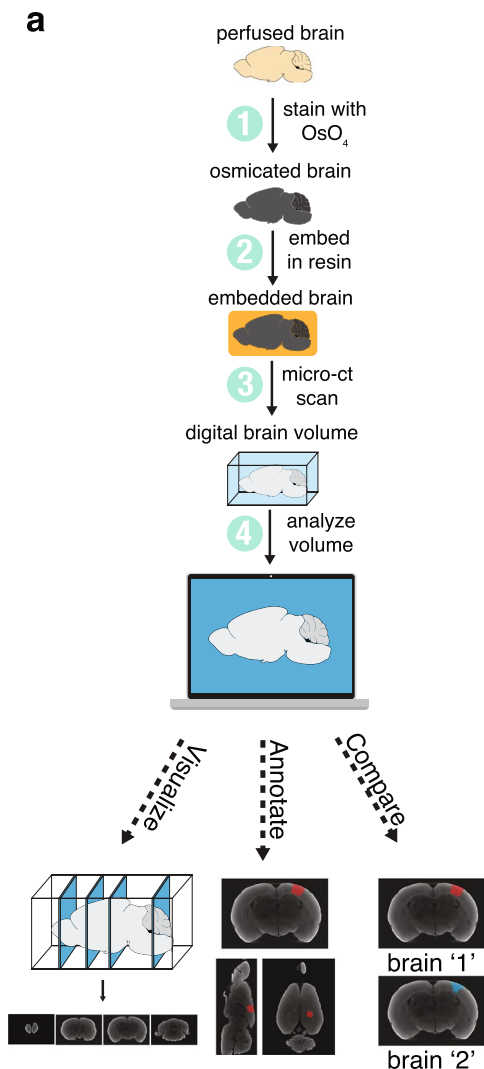 a
perfused brain
1
stain with
OsO₄
osmicated brain
2
embed
in resin
embedded brain
3
micro-ct
scan
digital brain volume
4
analyze
volume
Visualize
Annotate
Compare
brain ‘1’
brain ‘2’